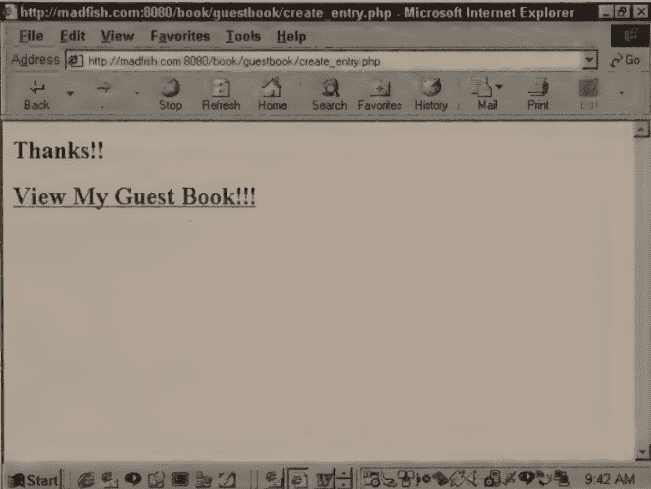 http://madfish.com:8080/book/guestbook/create_entry.php - Microsoft Internet Explorer
File Edit View Favorites Tools Help
Address http://madfish.com:8080/book/guestbook/create_entry.php Go
Back Stop Refresh Home Search Favorites History Mail Print Edit
Thanks!!
View My Guest Book!!!
Start 9:42 AM